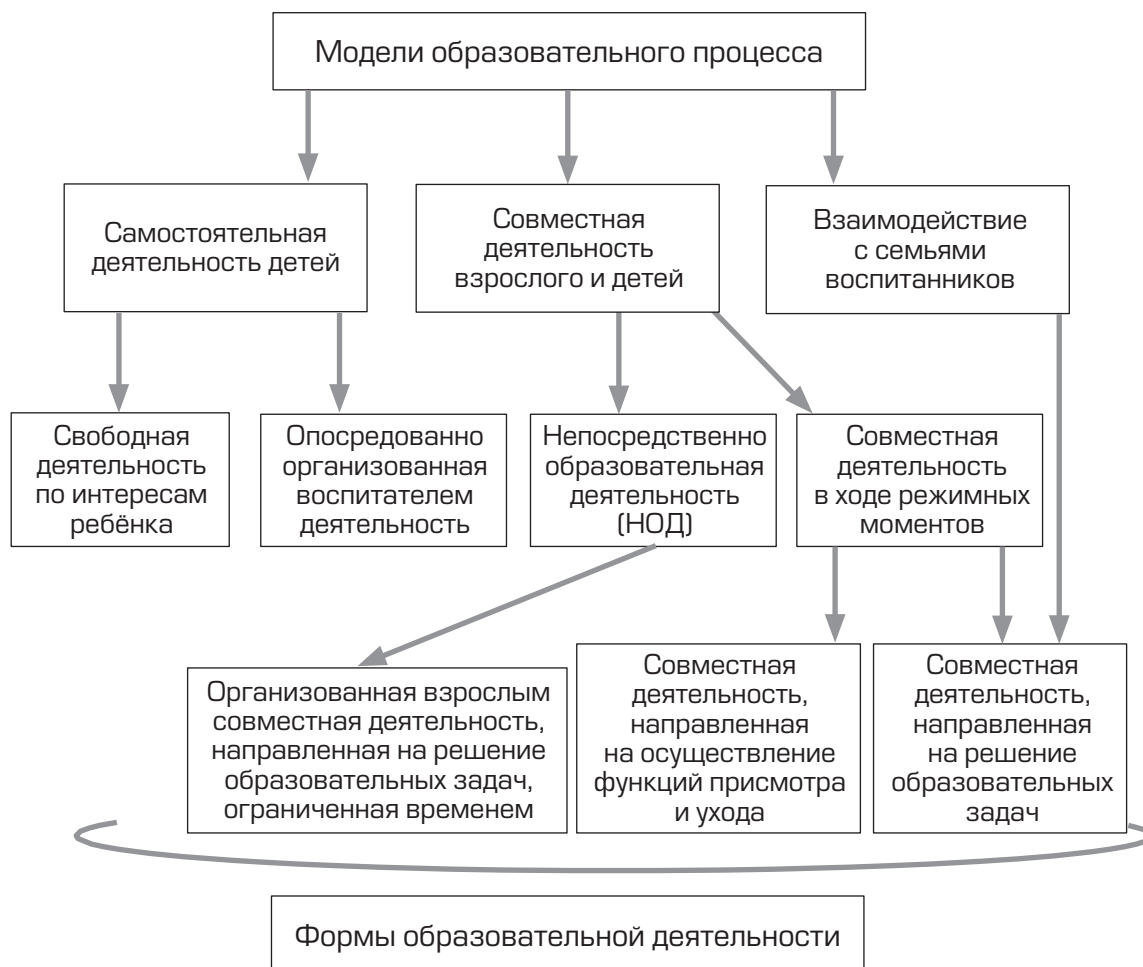 Модели образовательного процесса
Самостоятельная
деятельность детей
Совместная
деятельность
взрослого и детей
Взаимодействие
с семьями
воспитанников
Свободная
деятельность
по интересам
ребёнка
Опосредованно
организованная
воспитателем
деятельность
Непосредственно
образовательная
деятельность
(НОД)
Совместная
деятельность
в ходе режимных
моментов
Организованная взрослым
совместная деятельность,
направленная на решение
образовательных задач,
ограниченная временем
Совместная
деятельность,
направленная
на осуществление
функций присмотра
и ухода
Совместная
деятельность,
направленная
на решение
образовательных
задач
Формы образовательной деятельности